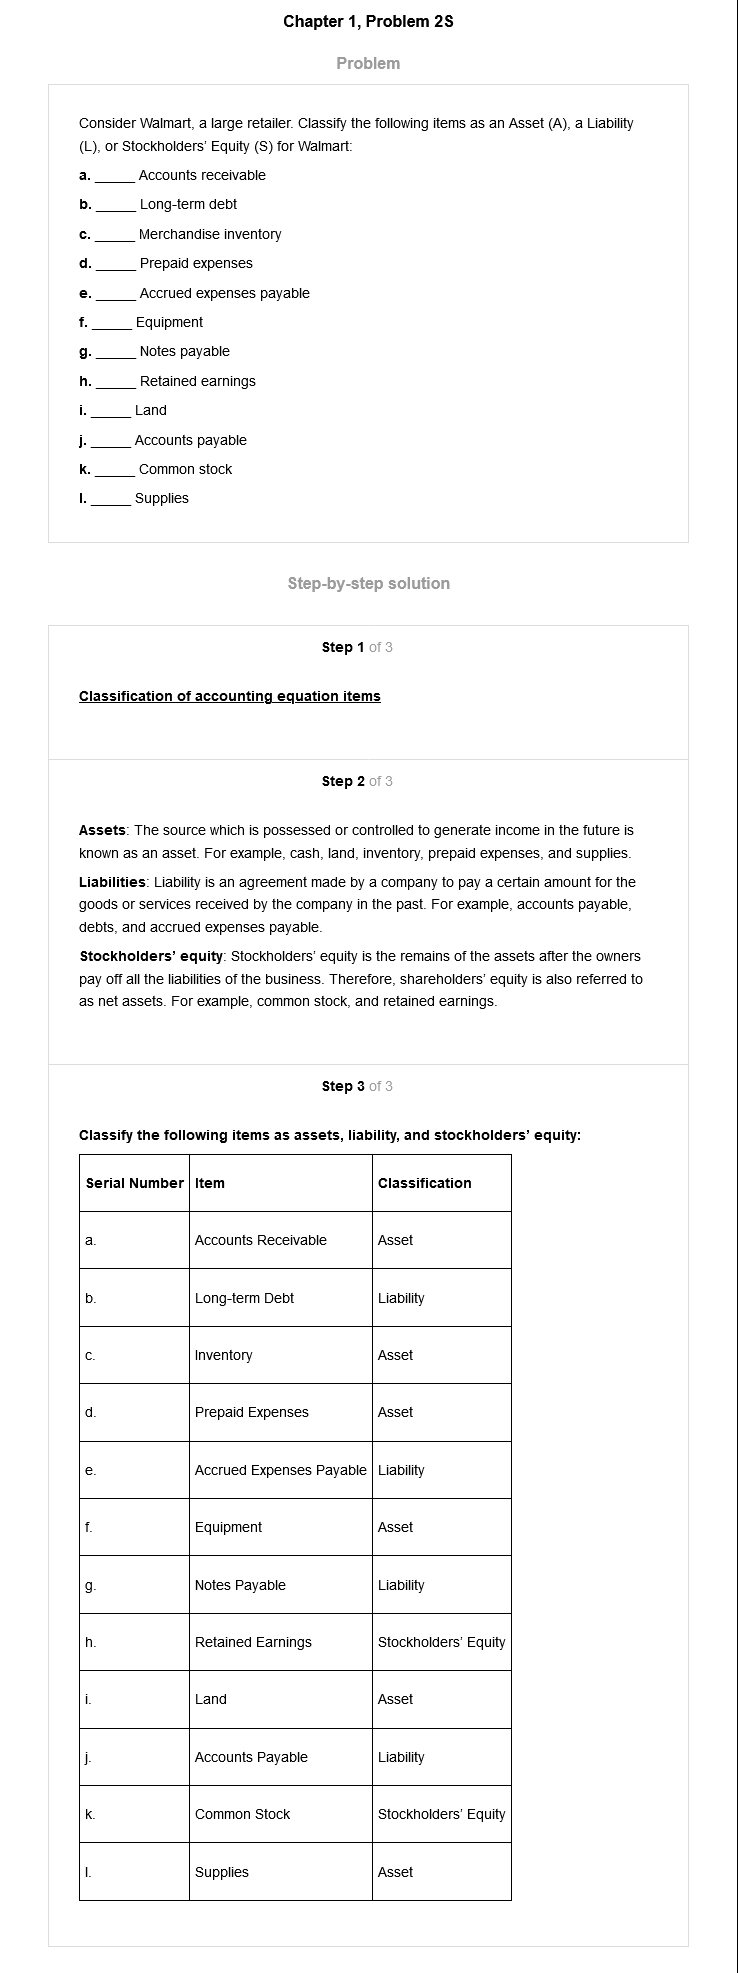 Chapter 1, Problem 2S
Problem
Consider Walmart, a large retailer. Classify the following items as an Asset (A), a Liability
(L), or Stockholders' Equity (S) for Walmart:
a. _____ Accounts receivable
b. _____ Long-term debt
c. _____ Merchandise inventory
d. _____ Prepaid expenses
e. _____ Accrued expenses payable
f. _____ Equipment
g. _____ Notes payable
h. _____ Retained earnings
i. _____ Land
j. _____ Accounts payable
k. _____ Common stock
l. _____ Supplies
Step-by-step solution
Step 1 of 3
Classification of accounting equation items
Step 2 of 3
Assets: The source which is possessed or controlled to generate income in the future is
known as an asset. For example, cash, land, inventory, prepaid expenses, and supplies.
Liabilities: Liability is an agreement made by a company to pay a certain amount for the
goods or services received by the company in the past. For example, accounts payable,
debts, and accrued expenses payable.
Stockholders' equity: Stockholders' equity is the remains of the assets after the owners
pay off all the liabilities of the business. Therefore, shareholders' equity is also referred to
as net assets. For example, common stock, and retained earnings.
Step 3 of 3
Classify the following items as assets, liability, and stockholders' equity:
Serial Number Item Classification
a. Accounts Receivable Asset
b. Long-term Debt Liability
c. Inventory Asset
d. Prepaid Expenses Asset
e. Accrued Expenses Payable Liability
f. Equipment Asset
g. Notes Payable Liability
h. Retained Earnings Stockholders' Equity
i. Land Asset
j. Accounts Payable Liability
k. Common Stock Stockholders' Equity
l. Supplies Asset